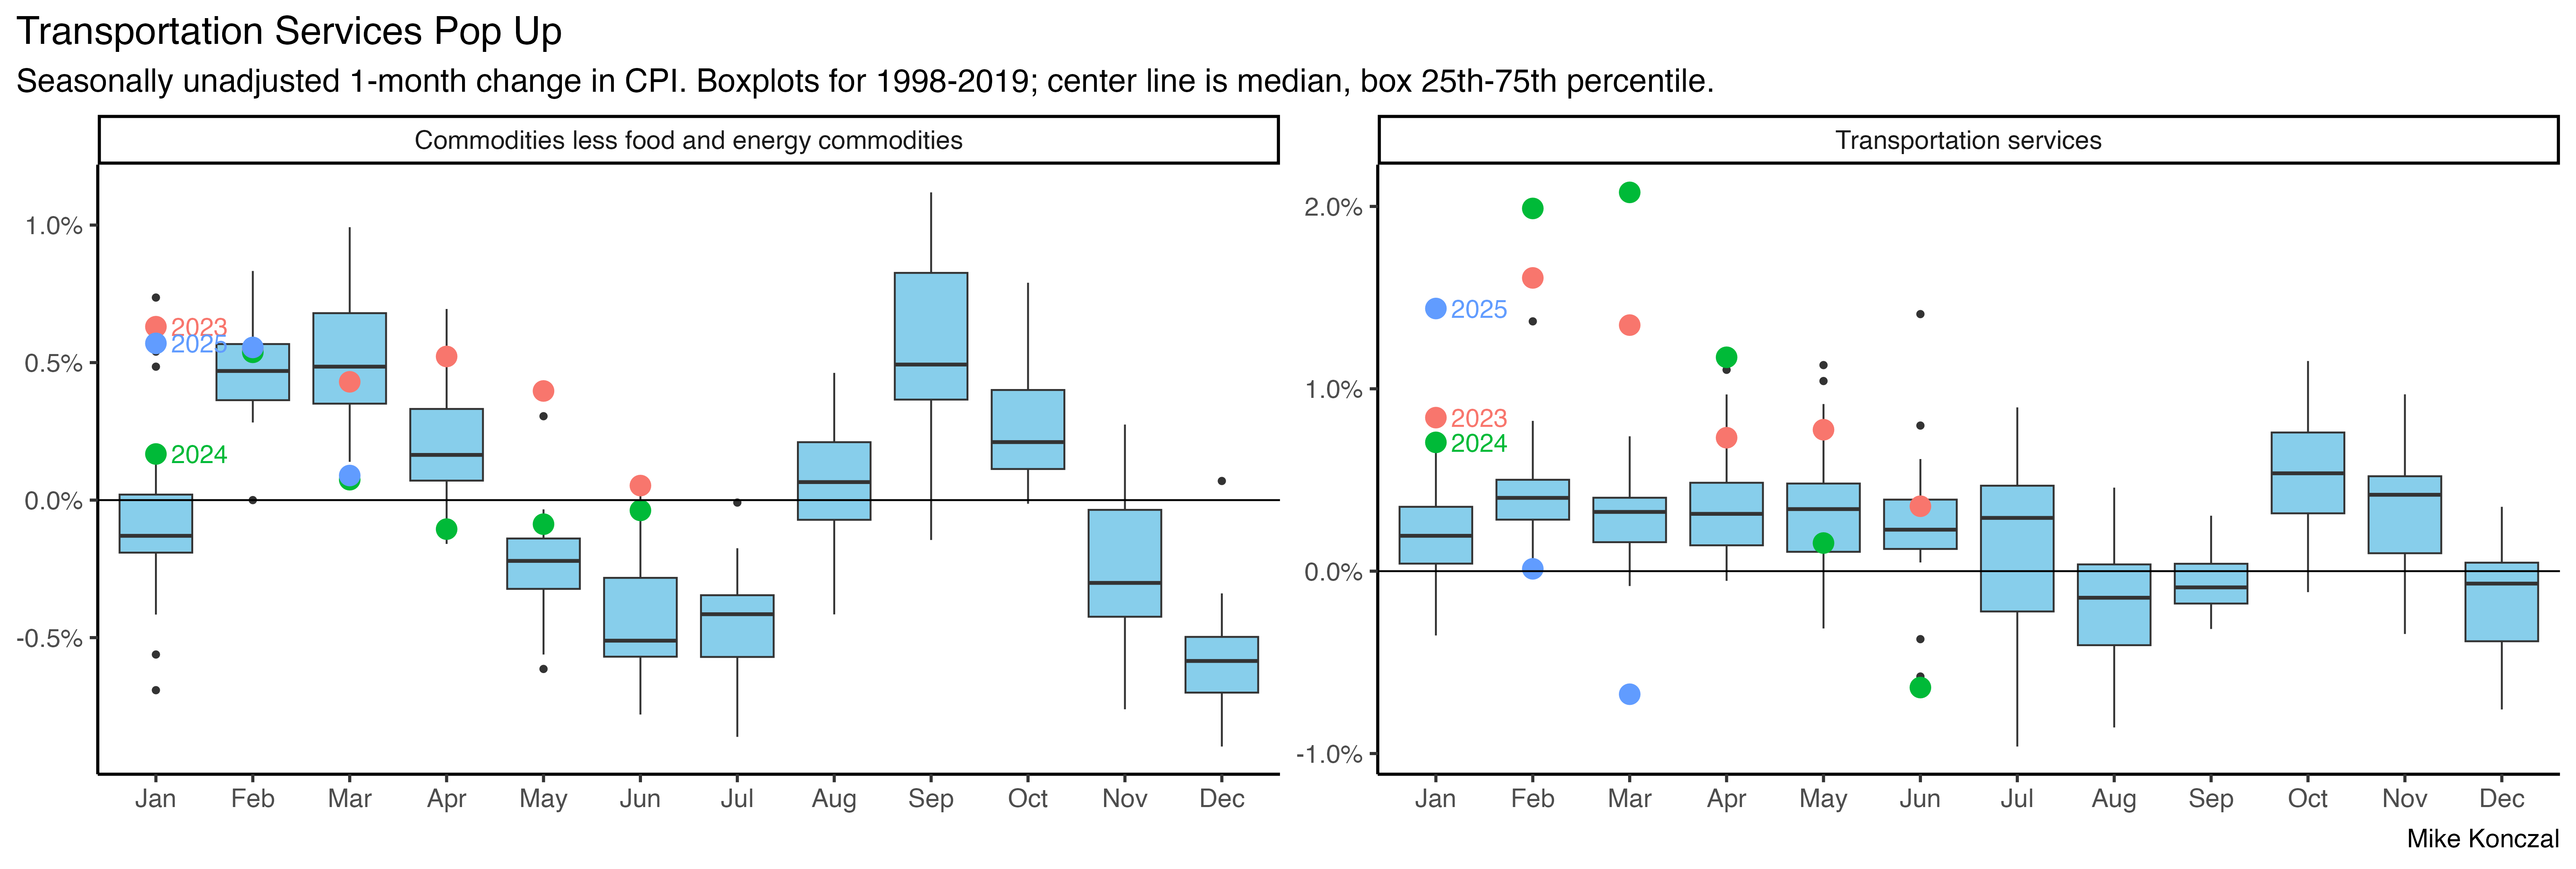 Transportation Services Pop Up
Seasonally unadjusted 1-month change in CPI. Boxplots for 1998-2019; center line is median, box 25th-75th percentile.
Commodities less food and energy commodities
1.0%
0.5%
0.0%
-0.5%
2023
2025
2024
Jan Feb Mar Apr May Jun Jul Aug Sep Oct Nov Dec
Transportation services
2.0%
1.0%
0.0%
-1.0%
2025
2023
2024
Jan Feb Mar Apr May Jun Jul Aug Sep Oct Nov Dec
Mike Konczal